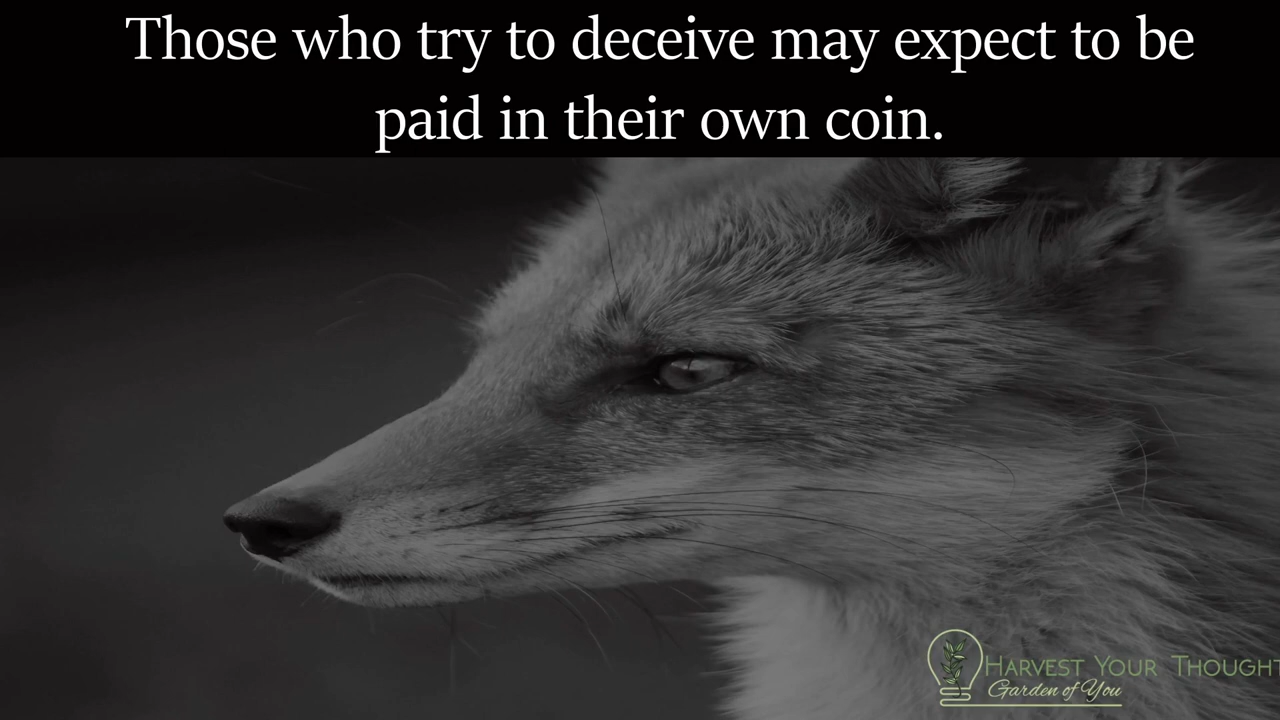 Those who try to deceive may expect to be
paid in their own coin.
HARVEST YOUR THOUGHT
Garden of You